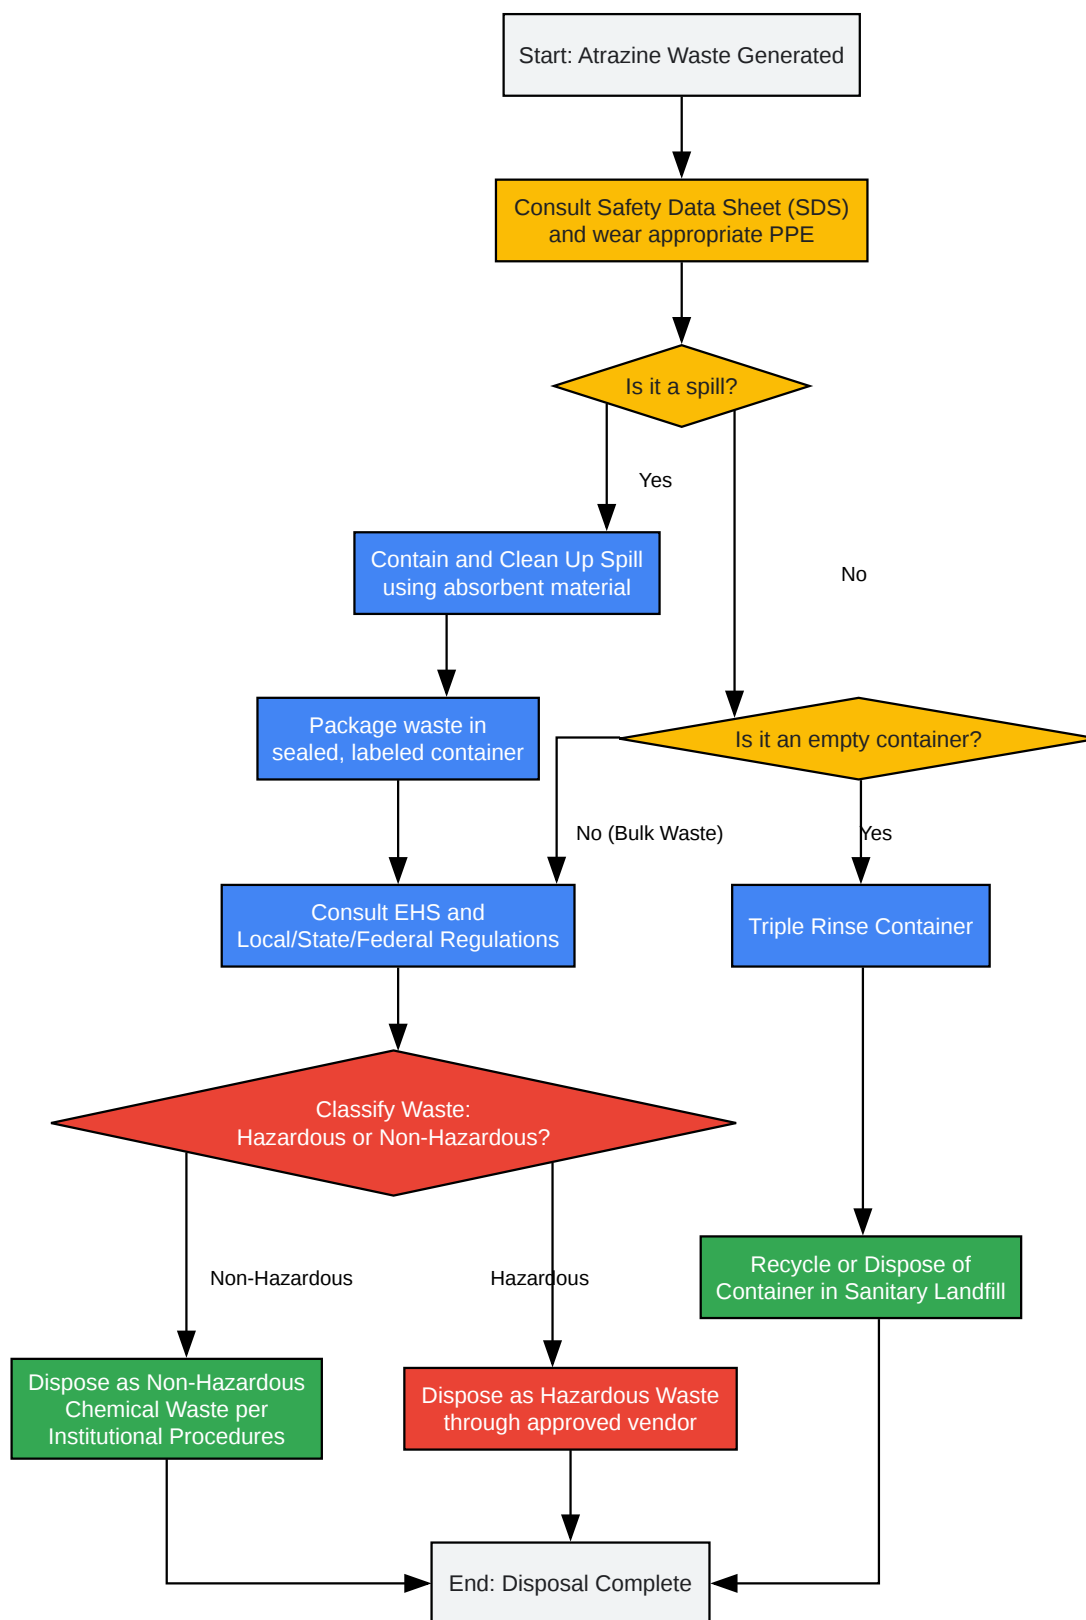 Start: Atrazine Waste Generated
Consult Safety Data Sheet (SDS)
and wear appropriate PPE
Is it a spill?
Yes
Contain and Clean Up Spill
using absorbent material
No
Package waste in
sealed, labeled container
Is it an empty container?
No (Bulk Waste)
Yes
Consult EHS and
Local/State/Federal Regulations
Triple Rinse Container
Classify Waste:
Hazardous or Non-Hazardous?
Non-Hazardous
Hazardous
Recycle or Dispose of
Container in Sanitary Landfill
Dispose as Non-Hazardous
Chemical Waste per
Institutional Procedures
Dispose as Hazardous Waste
through approved vendor
End: Disposal Complete